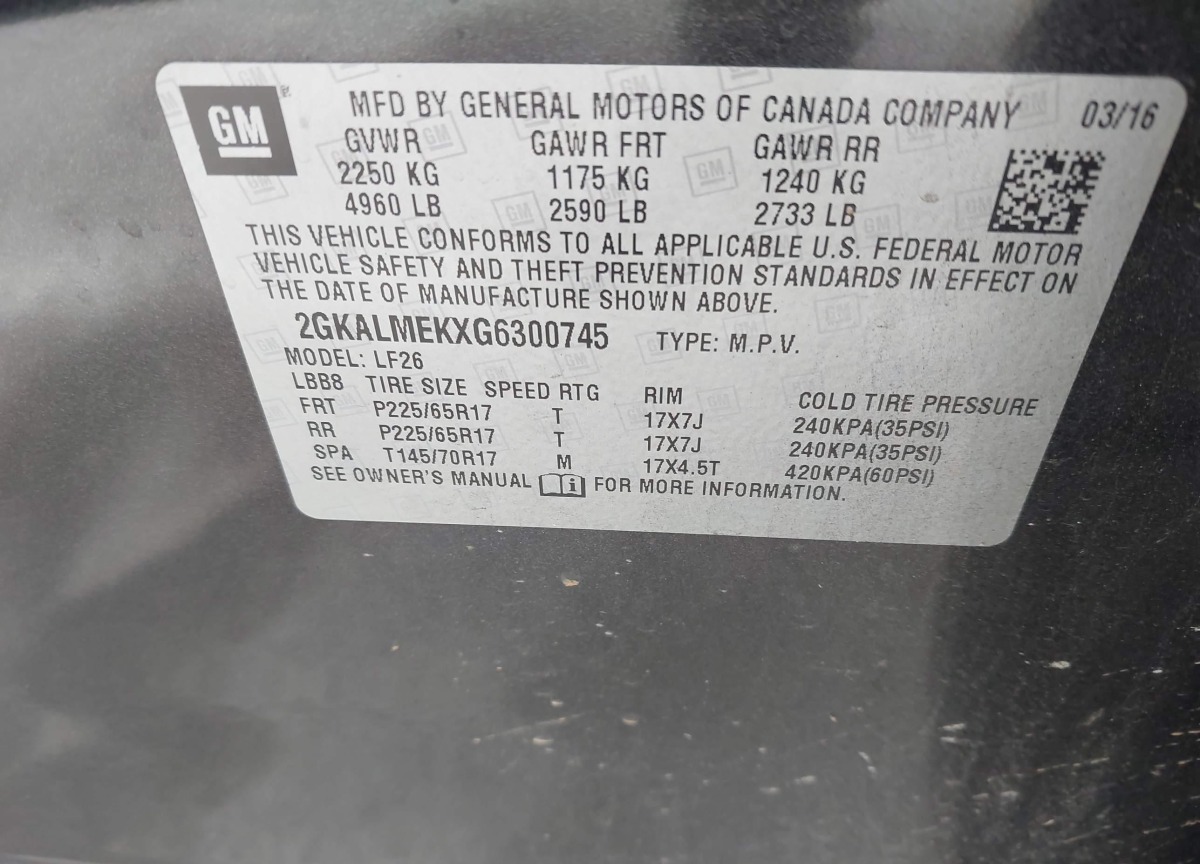 GM
MFD BY GENERAL MOTORS OF CANADA COMPANY 03/16
GVWR GAWR FRT GAWR RR
2250 KG 1175 KG 1240 KG
4960 LB 2590 LB 2733 LB
THIS VEHICLE CONFORMS TO ALL APPLICABLE U.S. FEDERAL MOTOR
VEHICLE SAFETY AND THEFT PREVENTION STANDARDS IN EFFECT ON
THE DATE OF MANUFACTURE SHOWN ABOVE.
2GKALMEKXG6300745 TYPE: M.P.V.
MODEL: LF26
LBB8 TIRE SIZE SPEED RTG RIM COLD TIRE PRESSURE
FRT P225/65R17 T 17X7J 240KPA(35PSI)
RR P225/65R17 T 17X7J 240KPA(35PSI)
SPA T145/70R17 M 17X4.5T 420KPA(60PSI)
SEE OWNER'S MANUAL i FOR MORE INFORMATION.